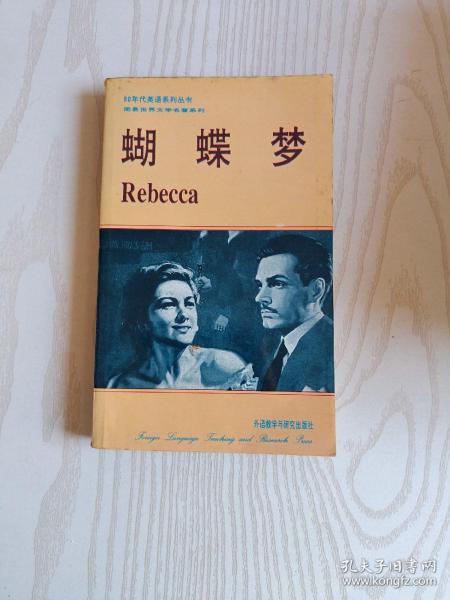 90年代英语系列丛书
简易世界文学名著系列
蝴蝶梦
Rebecca
外语教学与研究出版社
Foreign Language Teaching and Research Press
孔夫子旧书网
www.kongfz.com